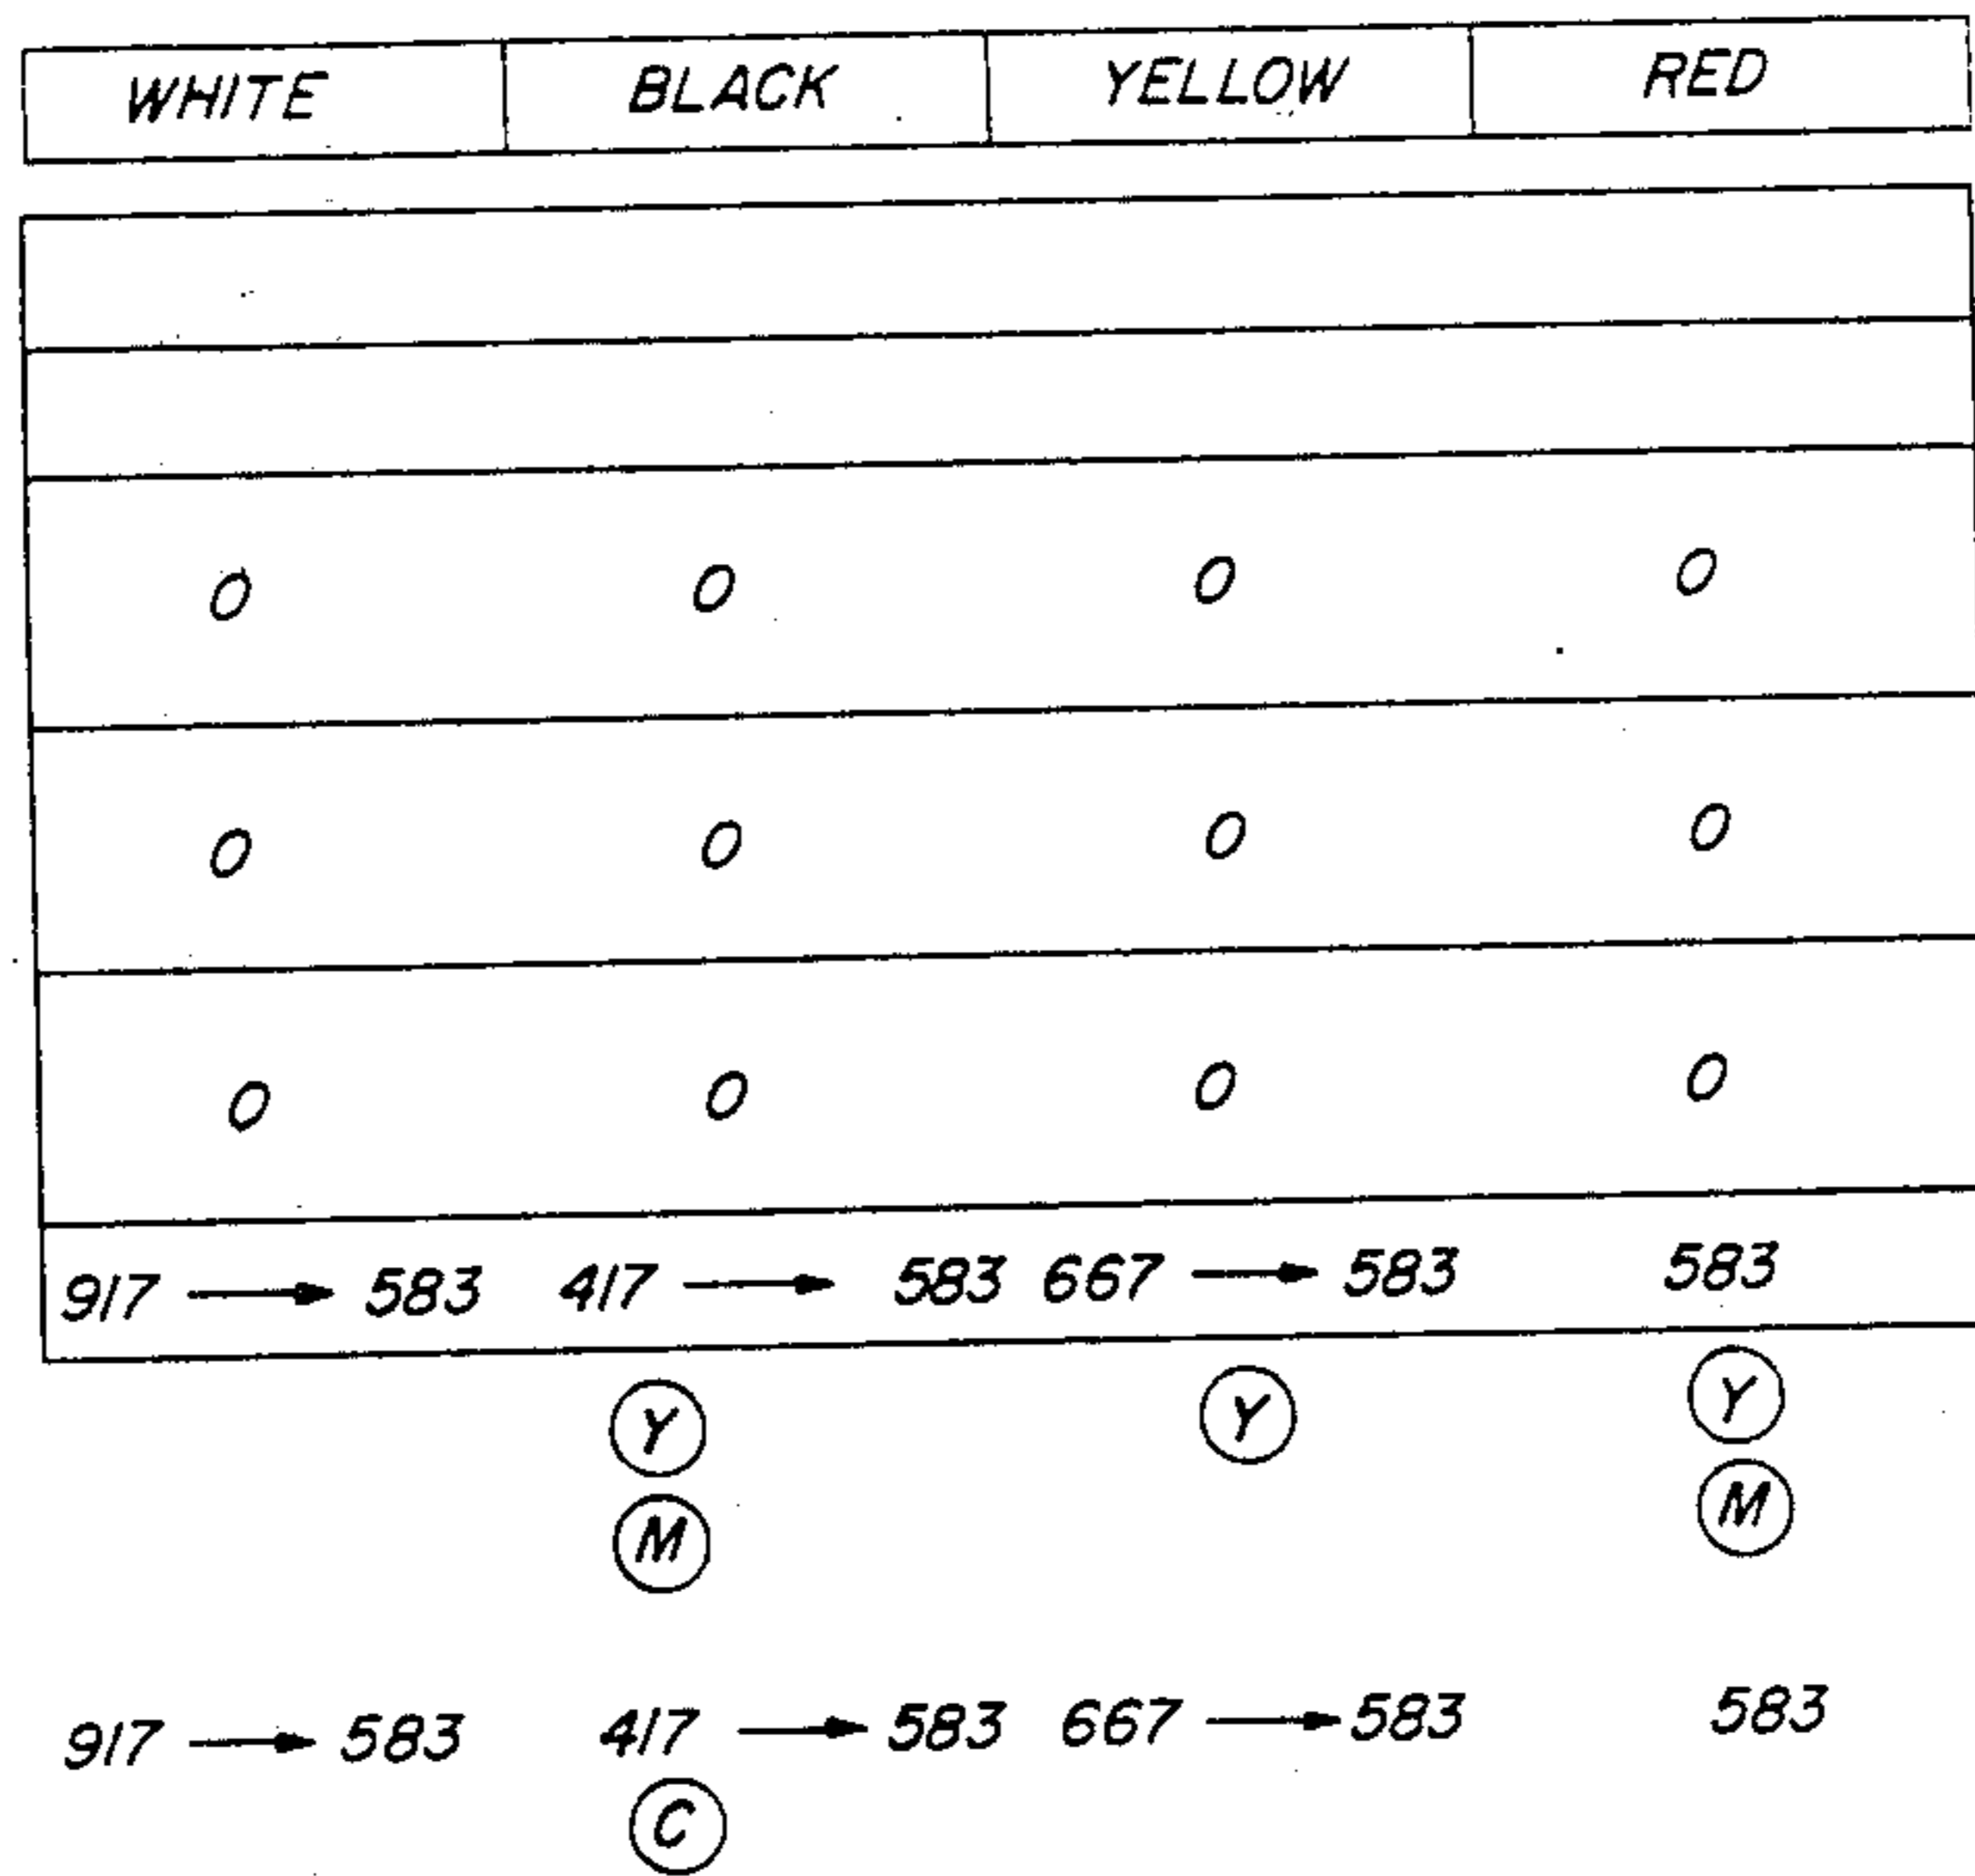 WHITE BLACK YELLOW RED
0 0 0 0
0 0 0 0
0 0 0 0
917 → 583 417 → 583 667 → 583 583
Y Y Y
M M
917 → 583 417 → 583 667 → 583 583
C